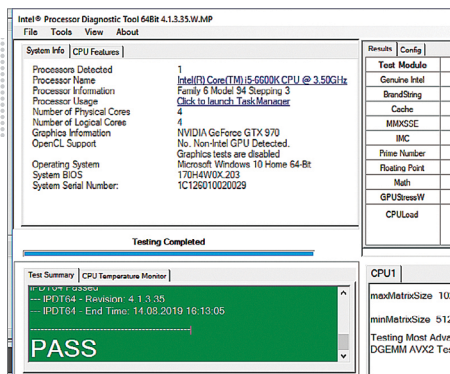 Intel® Processor Diagnostic Tool 64Bit 4.1.3.35.W.MP
File Tools View About
System Info CPU Features
Processors Detected 1
Processor Name Intel(R) Core(TM) i5-6600K CPU @ 3.50GHz
Processor Information Family 6 Model 94 Stepping 3
Processor Usage Click to launch TaskManager
Number of Physical Cores 4
Number of Logical Cores 4
Graphics Information NVIDIA GeForce GTX 970
OpenCL Support No. Non-Intel GPU Detected.
Graphics tests are disabled
Operating System Microsoft Windows 10 Home 64-Bit
System BIOS 170H4W0X.203
System Serial Number: 1C126010020029
Testing Completed
Test Summary CPU Temperature Monitor
IPDT64 Passed
--- IPDT64 - Revision: 4.1.3.35
--- IPDT64 - End Time: 14.08.2019 16:13:05
PASS
Results Config
Test Module
Genuine Intel
BrandString
Cache
MMXSSE
IMC
Prime Number
Floating Point
Math
GPUStressW
CPULoad
CPU1
maxMatrixSize 10
minMatrixSize 512
Testing Most Adva
DGEMM AVX2 Tes